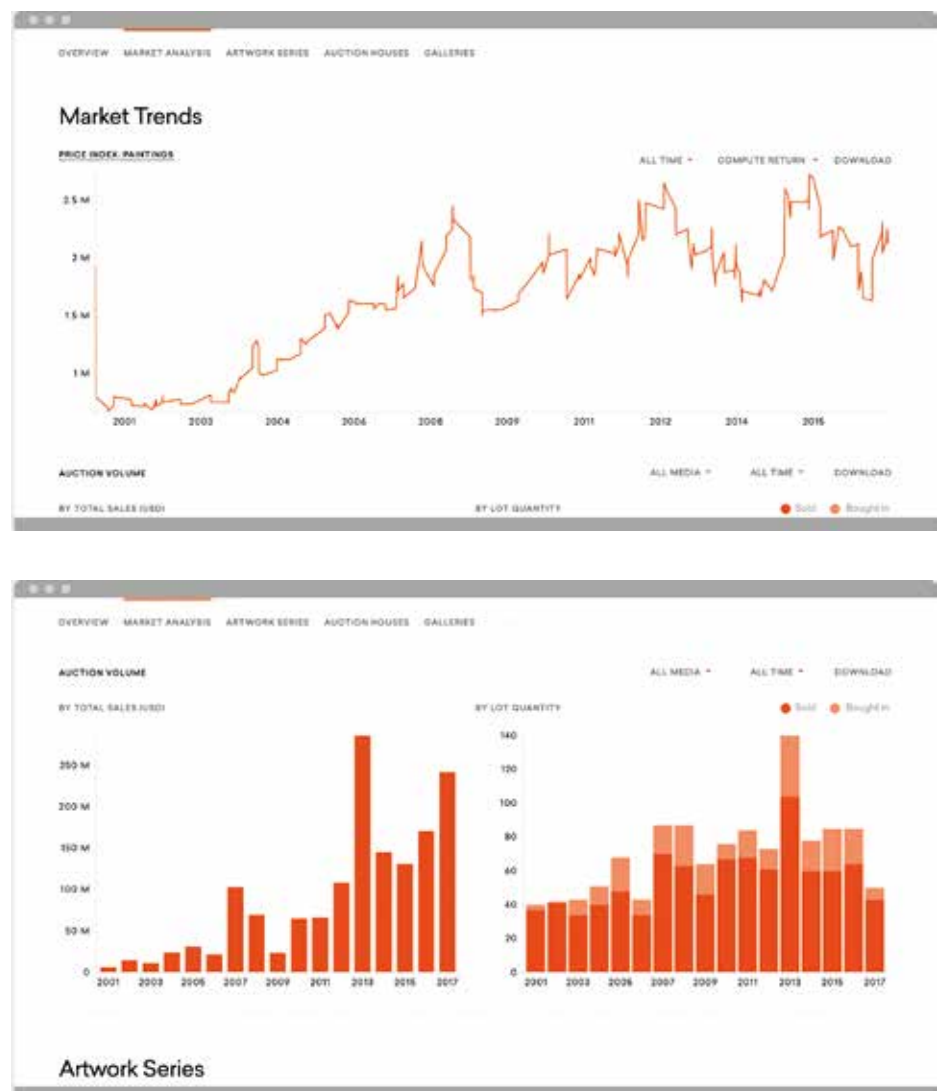 OVERVIEW MARKET ANALYSIS ARTWORK SERIES AUCTION HOUSES GALLERIES
Market Trends
PRICE INDEX: PAINTINGS
ALL TIME COMPUTE RETURN DOWNLOAD
2.5 M
2 M
1.5 M
1 M
2001 2003 2004 2006 2008 2009 2011 2012 2014 2015
AUCTION VOLUME ALL MEDIA ALL TIME DOWNLOAD
BY TOTAL SALES (USD) BY LOT QUANTITY Sold Bought in
OVERVIEW MARKET ANALYSIS ARTWORK SERIES AUCTION HOUSES GALLERIES
AUCTION VOLUME ALL MEDIA ALL TIME DOWNLOAD
BY TOTAL SALES (USD) BY LOT QUANTITY Sold Bought in
250 M
200 M
150 M
100 M
50 M
0
2001 2003 2005 2007 2009 2011 2013 2015 2017
140
120
100
80
60
40
20
0
2001 2003 2005 2007 2009 2011 2013 2015 2017
Artwork Series